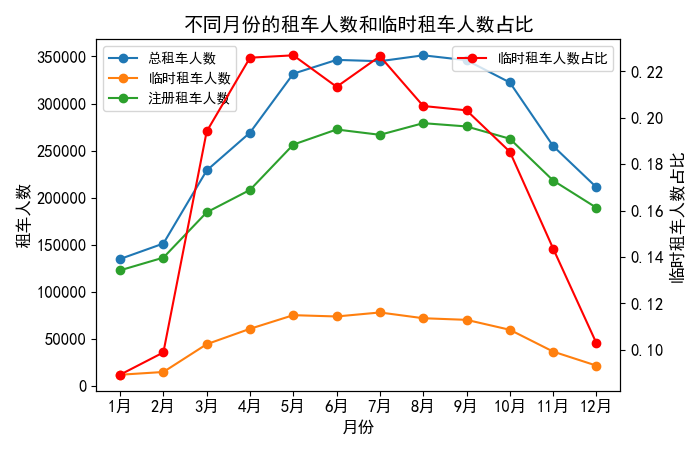 不同月份的租车人数和临时租车人数占比
总租车人数
临时租车人数
注册租车人数
临时租车人数占比
350000
300000
250000
200000
150000
100000
50000
0
租车人数
0.22
0.20
0.18
0.16
0.14
0.12
0.10
临时租车人数占比
1月 2月 3月 4月 5月 6月 7月 8月 9月 10月 11月 12月
月份